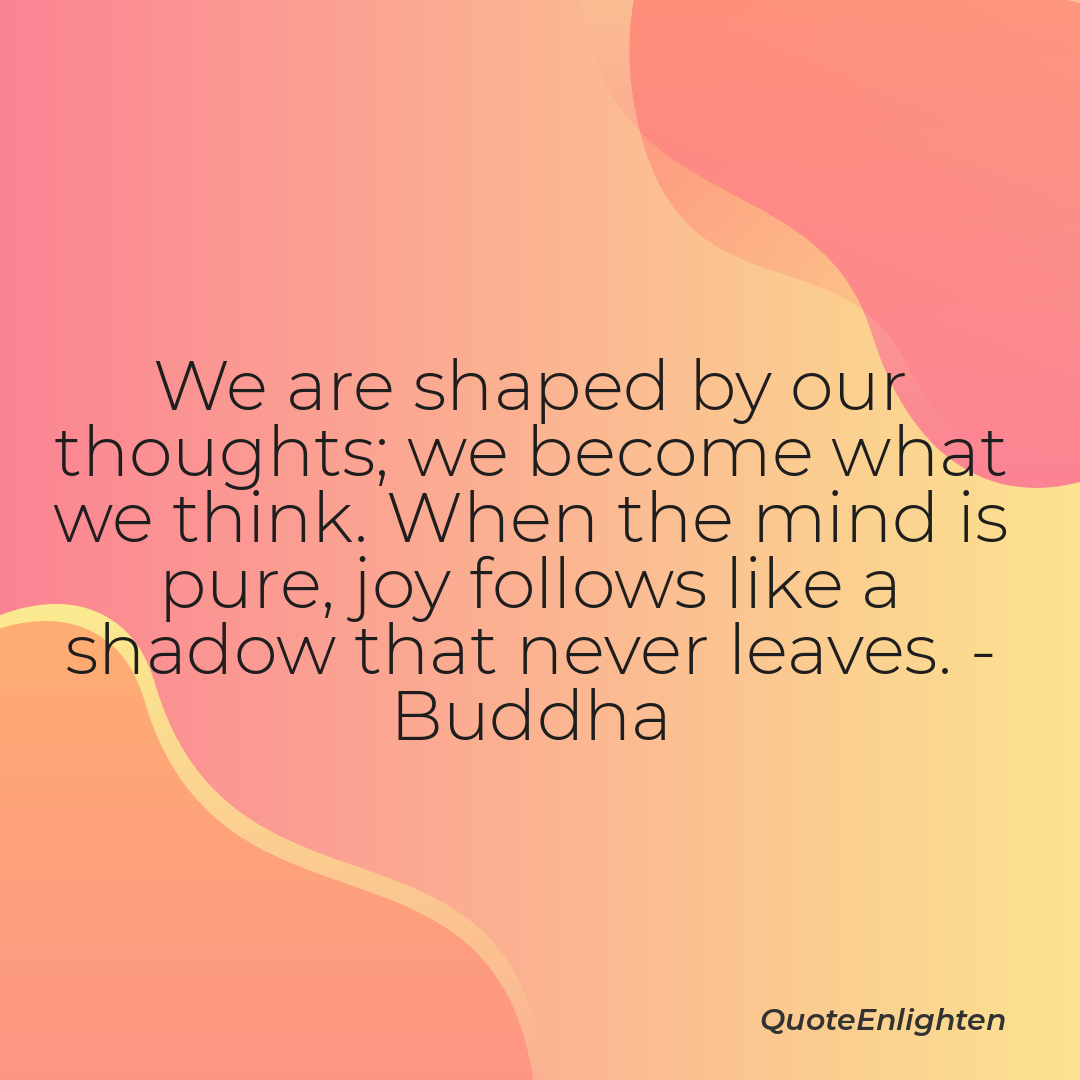 We are shaped by our
thoughts; we become what
we think. When the mind is
pure, joy follows like a
shadow that never leaves. -
Buddha
QuoteEnlighten